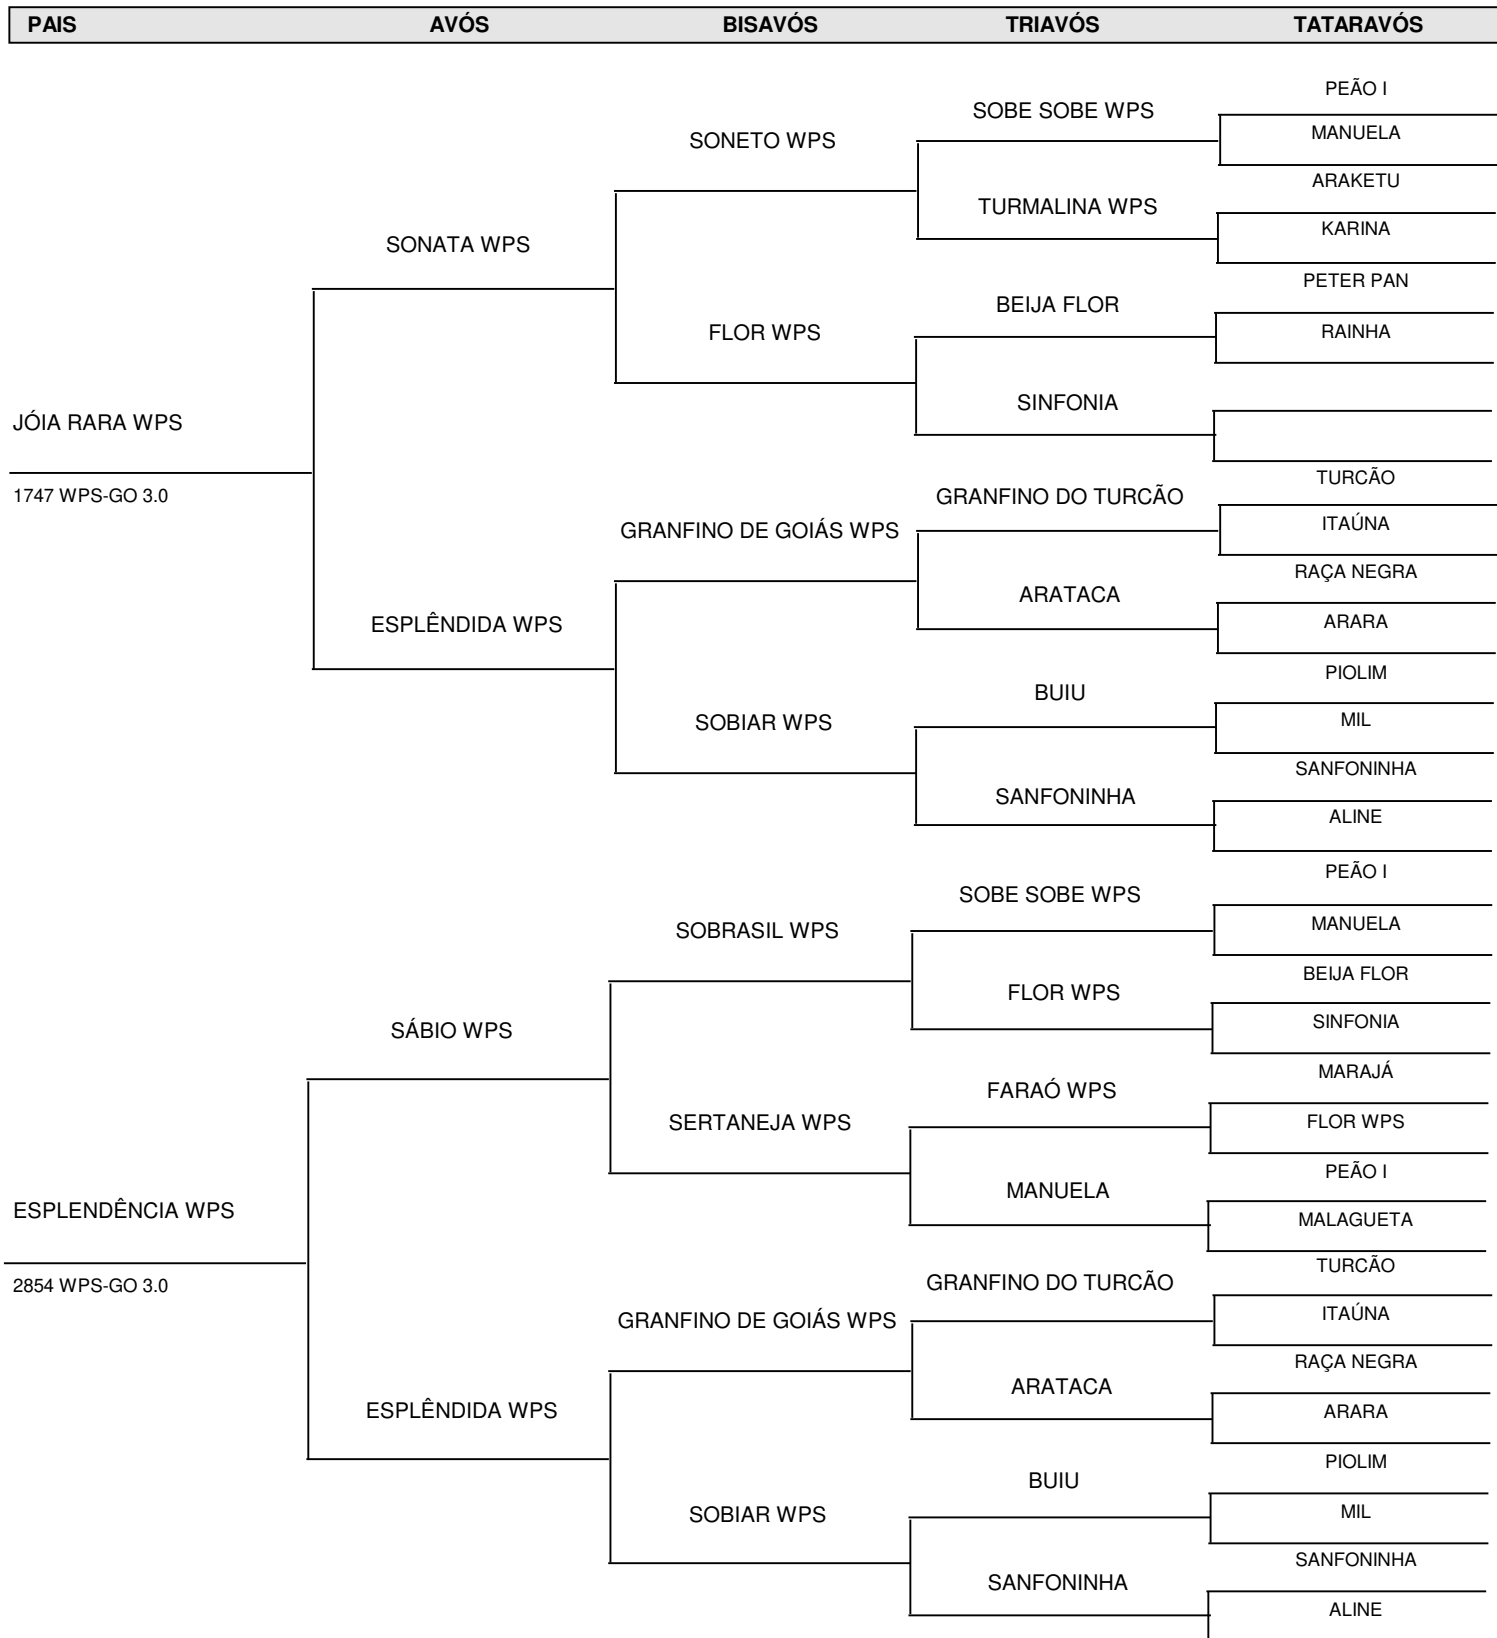 PAIS AVÓS BISAVÓS TRIAVÓS TATARAVÓS
PEÃO I
SOBE SOBE WPS
MANUELA
SONETO WPS
ARAKETU
TURMALINA WPS
KARINA
SONATA WPS
PETER PAN
BEIJA FLOR
RAINHA
FLOR WPS
SINFONIA
JÓIA RARA WPS
TURCÃO
1747 WPS-GO 3.0
GRANFINO DO TURCÃO
ITAÚNA
GRANFINO DE GOIÁS WPS
RAÇA NEGRA
ARATACA
ARARA
ESPLÊNDIDA WPS
PIOLIM
BUIU
MIL
SOBIAR WPS
SANFONINHA
SANFONINHA
ALINE
PEÃO I
SOBE SOBE WPS
MANUELA
SOBRASIL WPS
BEIJA FLOR
FLOR WPS
SINFONIA
SÁBIO WPS
MARAJÁ
FARAÓ WPS
FLOR WPS
SERTANEJA WPS
PEÃO I
MANUELA
MALAGUETA
ESPLENDÊNCIA WPS
TURCÃO
2854 WPS-GO 3.0
GRANFINO DO TURCÃO
ITAÚNA
GRANFINO DE GOIÁS WPS
RAÇA NEGRA
ARATACA
ARARA
ESPLÊNDIDA WPS
PIOLIM
BUIU
MIL
SOBIAR WPS
SANFONINHA
SANFONINHA
ALINE